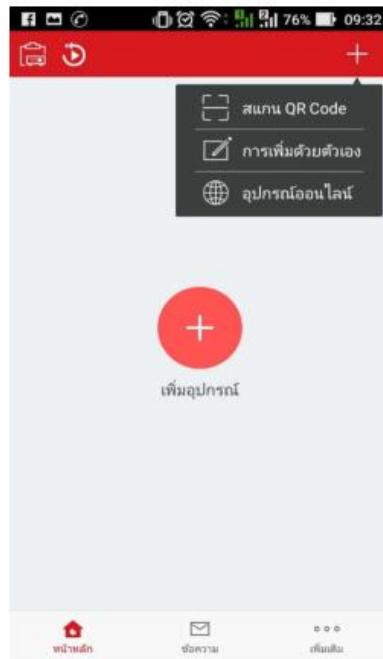 76% 09:32
สแกน QR Code
การเพิ่มด้วยตัวเอง
อุปกรณ์ออนไลน์
เพิ่มอุปกรณ์
หน้าหลัก
ข้อความ
เพิ่มเติม